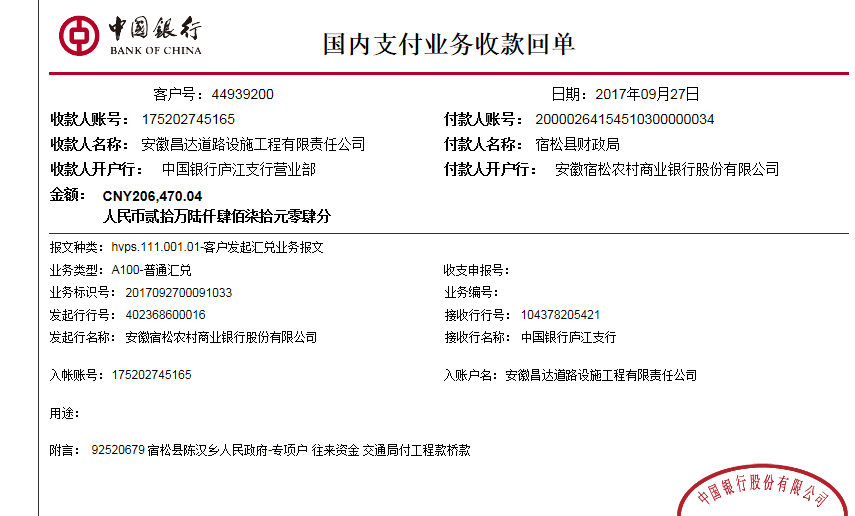 中国银行
BANK OF CHINA
国内支付业务收款回单
客户号：44939200 日期：2017年09月27日
收款人账号： 175202745165 付款人账号： 20000264154510300000034
收款人名称： 安徽昌达道路设施工程有限责任公司 付款人名称： 宿松县财政局
收款人开户行： 中国银行庐江支行营业部 付款人开户行： 安徽宿松农村商业银行股份有限公司
金额： CNY206,470.04
人民币贰拾万陆仟肆佰柒拾元零肆分
报文种类： hvps.111.001.01-客户发起汇兑业务报文
业务类型： A100-普通汇兑 收支申报号：
业务标识号： 2017092700091033 业务编号：
发起行行号： 402368600016 接收行行号： 104378205421
发起行名称： 安徽宿松农村商业银行股份有限公司 接收行名称： 中国银行庐江支行
入帐账号：175202745165 入账户名：安徽昌达道路设施工程有限责任公司
用途：
附言： 92520679 宿松县陈汉乡人民政府-专项户 往来资金 交通局付工程款桥款
中国银行股份有限公司